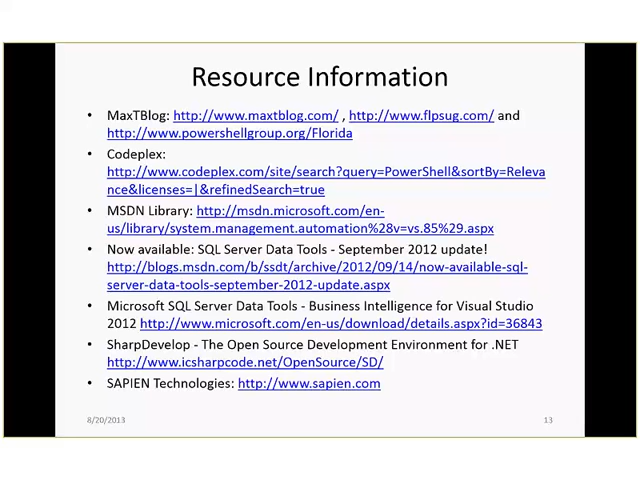 Resource Information
• MaxTBlog: http://www.maxtblog.com/ , http://www.flpsug.com/ and
http://www.powershellgroup.org/Florida
• Codeplex:
http://www.codeplex.com/site/search?query=PowerShell&sortBy=Releva
nce&licenses=|&refinedSearch=true
• MSDN Library: http://msdn.microsoft.com/en-
us/library/system.management.automation%28v=vs.85%29.aspx
• Now available: SQL Server Data Tools - September 2012 update!
http://blogs.msdn.com/b/ssdt/archive/2012/09/14/now-available-sql-
server-data-tools-september-2012-update.aspx
• Microsoft SQL Server Data Tools - Business Intelligence for Visual Studio
2012 http://www.microsoft.com/en-us/download/details.aspx?id=36843
• SharpDevelop - The Open Source Development Environment for .NET
http://www.icsharpcode.net/OpenSource/SD/
• SAPIEN Technologies: http://www.sapien.com
8/20/2013
13